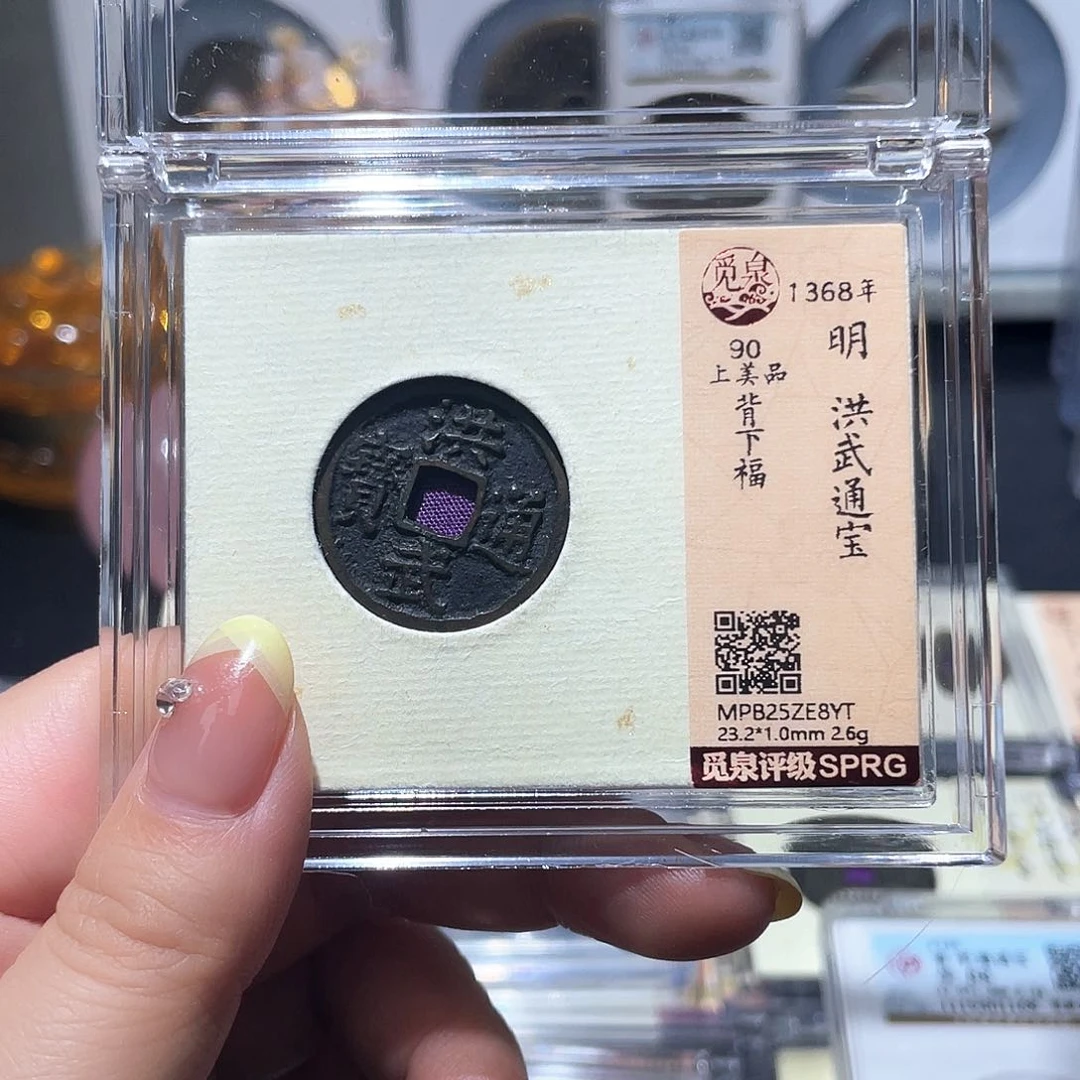 觅泉
1368年
明 洪武通宝
90
上美品
背下福
洪武通寶
MPB25ZE8YT
23.2*1.0mm 2.6g
觅泉评级SPRG